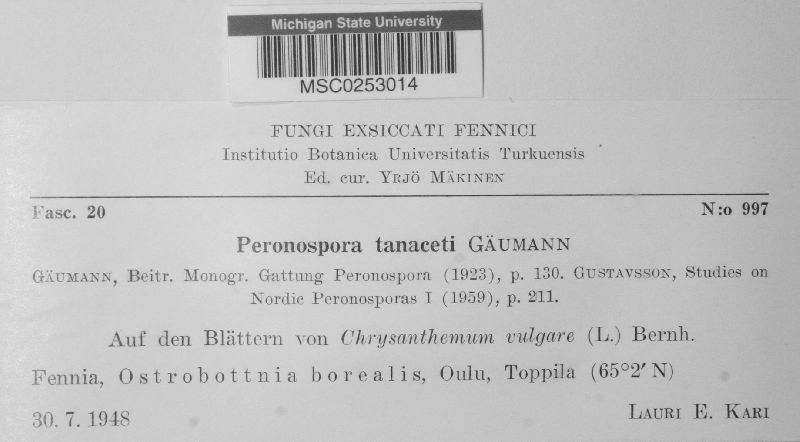 Michigan State University
MSC0253014
FUNGI EXSICCATI FENNICI
Institutio Botanica Universitatis Turkuensis
Ed. cur. YRJÖ MÄKINEN
Fasc. 20 N:o 997
Peronospora tanaceti GÄUMANN
GÄUMANN, Beitr. Monogr. Gattung Peronospora (1923), p. 130. GUSTAVSSON, Studies on
Nordic Peronosporas I (1959), p. 211.
Auf den Blättern von Chrysanthemum vulgare (L.) Bernh.
Fennia, Ostrobottnia borealis, Oulu, Toppila (65°2′ N)
30. 7. 1948 LAURI E. KARI